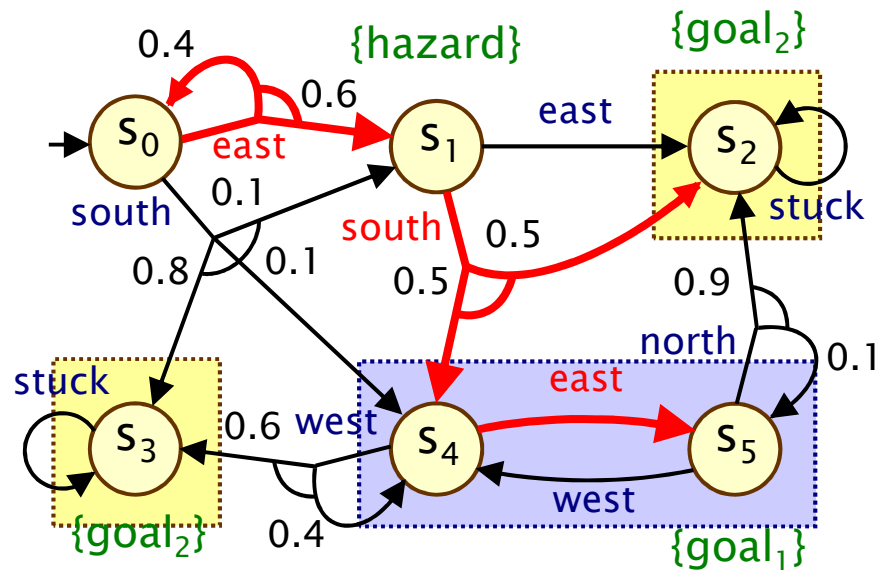 0.4
{hazard}
{goal₂}
0.6
s₀
east
s₁
east
s₂
stuck
south
0.1
0.8
0.1
south
0.5
0.5
0.9
north
0.1
stuck
s₃
0.6
west
0.4
{goal₂}
s₄
east
s₅
west
{goal₁}